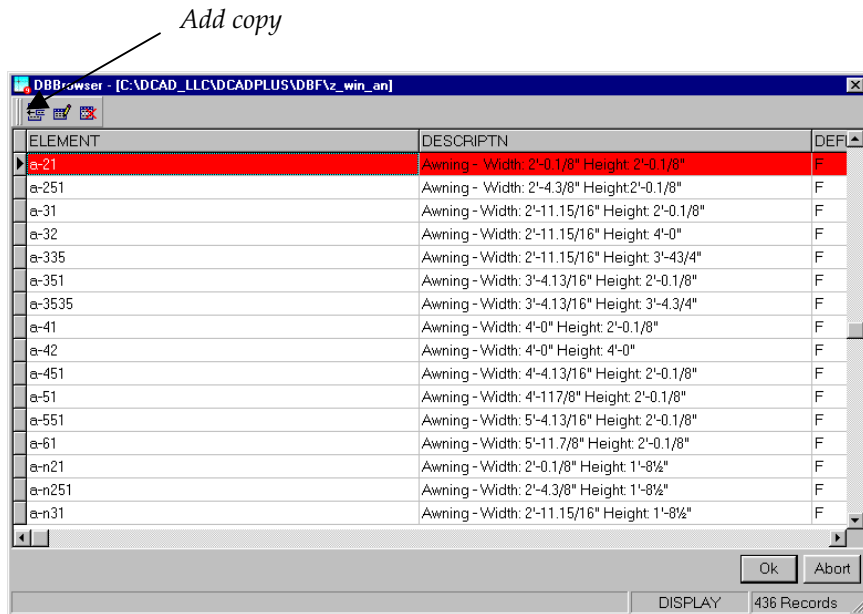 Add copy
DBBrowser - [C:\DCAD_LLC\DCADPLUS\DBF\z_win_an]
ELEMENT DESCRIPTN DEFI
a-21 Awning - Width: 2'-0.1/8" Height: 2'-0.1/8" F
a-251 Awning - Width: 2'-4.3/8" Height:2'-0.1/8" F
a-31 Awning - Width: 2'-11.15/16" Height: 2'-0.1/8" F
a-32 Awning - Width: 2'-11.15/16" Height: 4'-0" F
a-335 Awning - Width: 2'-11.15/16" Height: 3'-43/4" F
a-351 Awning - Width: 3'-4.13/16" Height: 2'-0.1/8" F
a-3535 Awning - Width: 3'-4.13/16" Height: 3'-4.3/4" F
a-41 Awning - Width: 4'-0" Height: 2'-0.1/8" F
a-42 Awning - Width: 4'-0" Height: 4'-0" F
a-451 Awning - Width: 4'-4.13/16" Height: 2'-0.1/8" F
a-51 Awning - Width: 4'-117/8" Height: 2'-0.1/8" F
a-551 Awning - Width: 5'-4.13/16" Height: 2'-0.1/8" F
a-61 Awning - Width: 5'-11.7/8" Height: 2'-0.1/8" F
a-n21 Awning - Width: 2'-0.1/8" Height: 1'-8½" F
a-n251 Awning - Width: 2'-4.3/8" Height: 1'-8½" F
a-n31 Awning - Width: 2'-11.15/16" Height: 1'-8½" F
Ok Abort
DISPLAY 436 Records